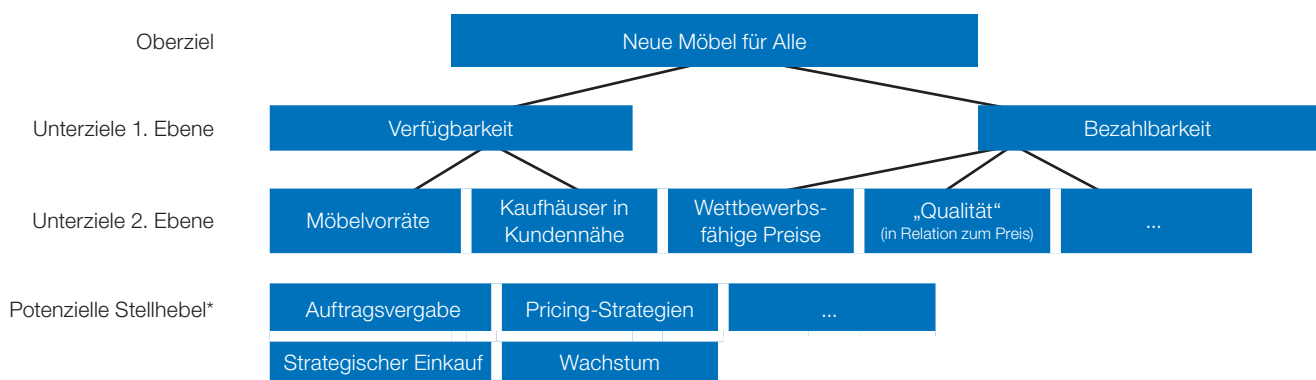 Oberziel
Neue Möbel für Alle
Unterziele 1. Ebene
Verfügbarkeit
Bezahlbarkeit
Unterziele 2. Ebene
Möbelvorräte
Kaufhäuser in
Kundennähe
Wettbewerbs-
fähige Preise
„Qualität“
(in Relation zum Preis)
...
Potenzielle Stellhebel*
Auftragsvergabe
Pricing-Strategien
...
Strategischer Einkauf
Wachstum